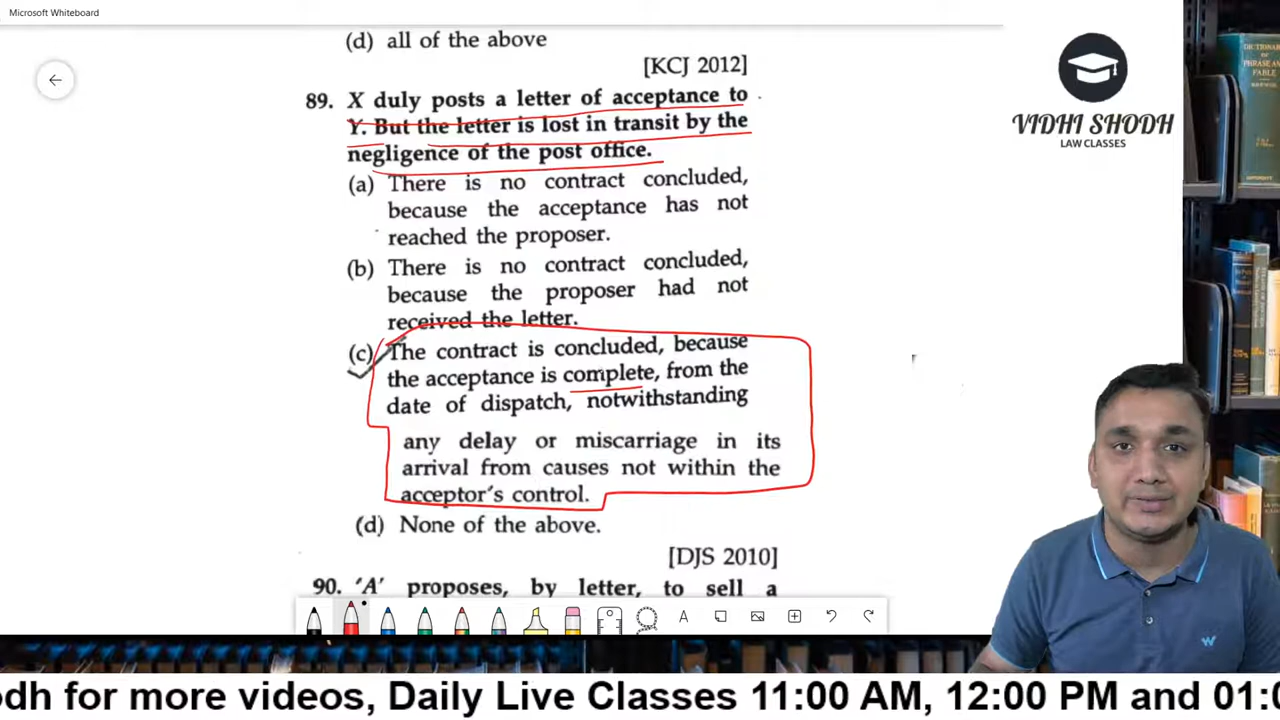 Microsoft Whiteboard
(d) all of the above
[KCJ 2012]
89. X duly posts a letter of acceptance to
Y. But the letter is lost in transit by the
negligence of the post office.
(a) There is no contract concluded,
because the acceptance has not
reached the proposer.
(b) There is no contract concluded,
because the proposer had not
received the letter.
(c) The contract is concluded, because
the acceptance is complete, from the
date of dispatch, notwithstanding
any delay or miscarriage in its
arrival from causes not within the
acceptor's control.
(d) None of the above.
[DJS 2010]
90. 'A' proposes, by letter, to sell a
VIDHI SHODH
LAW CLASSES
DICTIONARY
PHRASE AND
FABLE
A
odh for more videos, Daily Live Classes 11:00 AM, 12:00 PM and 01:0